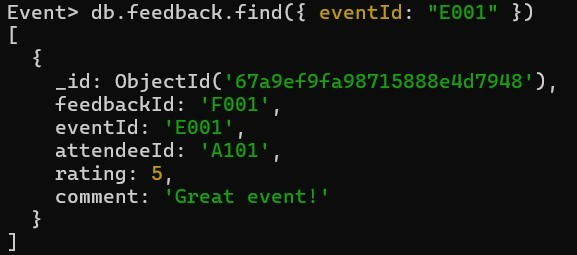 Event> db.feedback.find({ eventId: "E001" })
[
  {
    _id: ObjectId('67a9ef9fa98715888e4d7948'),
    feedbackId: 'F001',
    eventId: 'E001',
    attendeeId: 'A101',
    rating: 5,
    comment: 'Great event!'
  }
]